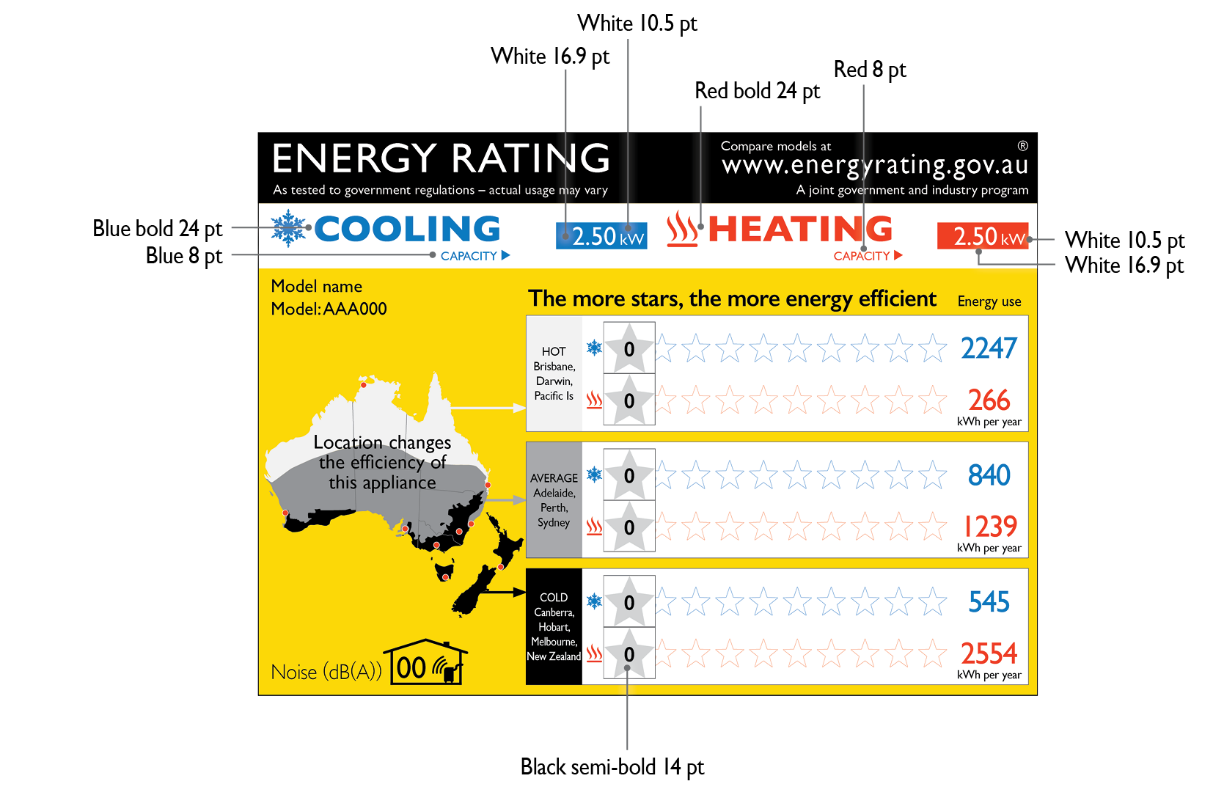 White 10.5 pt
White 16.9 pt
Red 8 pt
Red bold 24 pt
ENERGY RATING
As tested to government regulations – actual usage may vary
Compare models at
www.energyrating.gov.au
®
A joint government and industry program
Blue bold 24 pt
Blue 8 pt
COOLING
CAPACITY
2.50 kW
HEATING
CAPACITY
2.50 kW
White 10.5 pt
White 16.9 pt
Model name
Model: AAA000
The more stars, the more energy efficient
Energy use
HOT
Brisbane,
Darwin,
Pacific Is
0
2247
0
266
kWh per year
Location changes
the efficiency of
this appliance
AVERAGE
Adelaide,
Perth,
Sydney
0
840
0
1239
kWh per year
COLD
Canberra,
Hobart,
Melbourne,
New Zealand
0
545
0
2554
kWh per year
Noise (dB(A))
00
Black semi-bold 14 pt